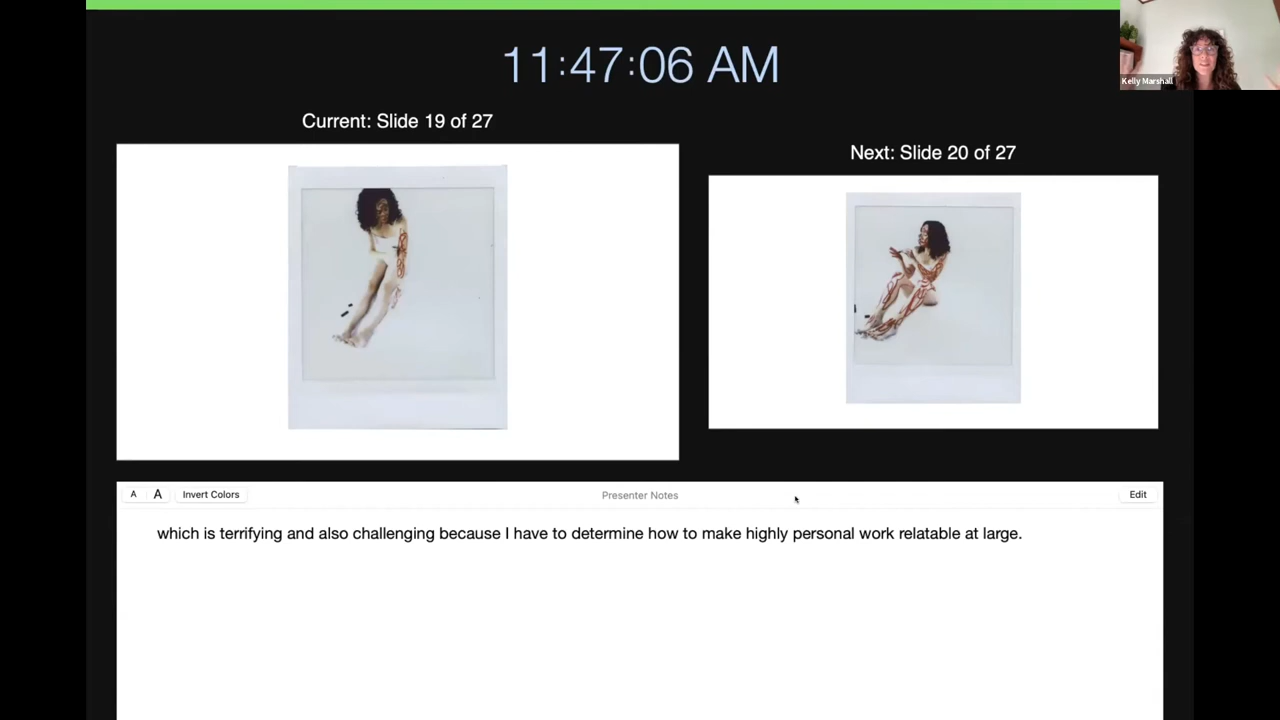 11:47:06 AM
Kelly Marshall
Current: Slide 19 of 27
Next: Slide 20 of 27
A A Invert Colors Presenter Notes Edit
which is terrifying and also challenging because I have to determine how to make highly personal work relatable at large.